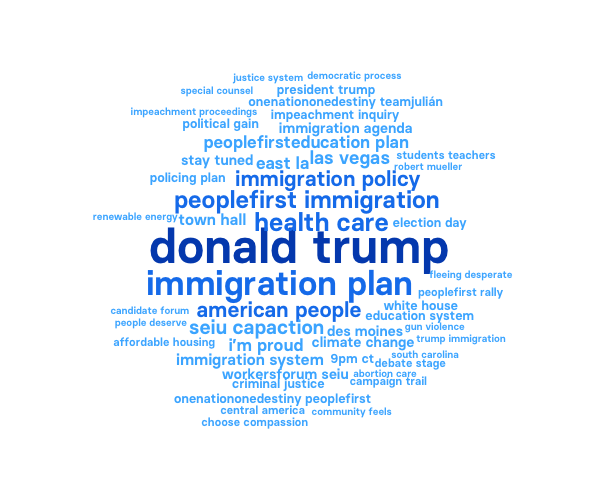 justice system democratic process
special counsel president trump
onenationonedestiny teamjulián
impeachment proceedings impeachment inquiry
political gain immigration agenda
peoplefirsteducation plan
stay tuned east la las vegas students teachers
robert mueller
policing plan immigration policy
peoplefirst immigration
renewable energy town hall health care election day
donald trump
fleeing desperate
immigration plan peoplefirst rally
candidate forum american people white house
people deserve education system
seiu capaction des moines gun violence
affordable housing i'm proud climate change trump immigration
immigration system 9pm ct south carolina
debate stage
workersforum seiu abortion care
criminal justice campaign trail
onenationonedestiny peoplefirst
central america community feels
choose compassion